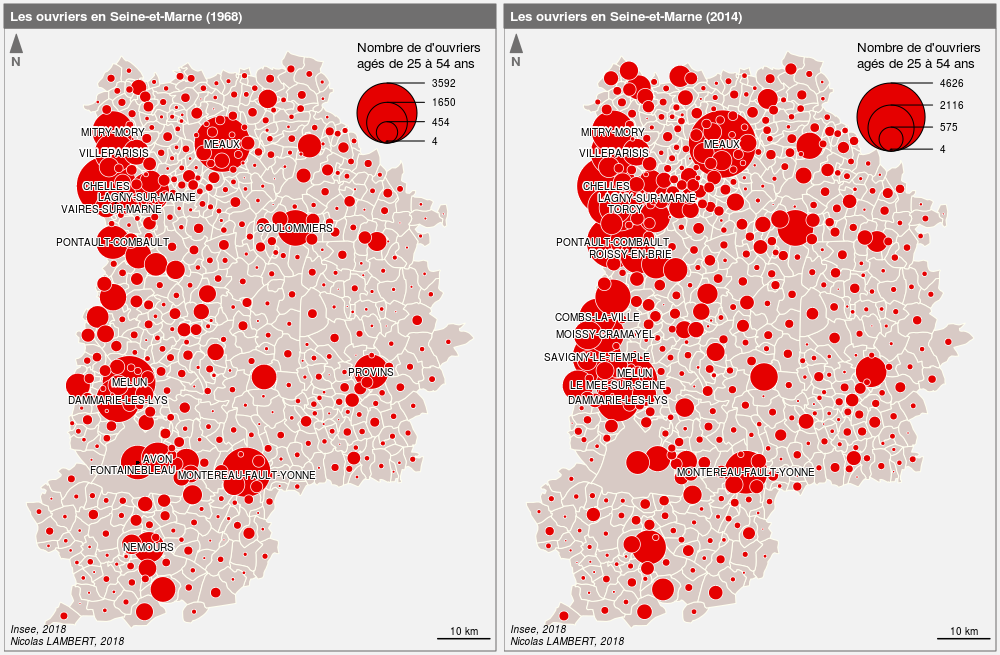 Les ouvriers en Seine-et-Marne (1968)
N
Nombre de d'ouvriers
agés de 25 à 54 ans
3592
1650
454
4
MITRY-MORY
VILLEPARISIS
MEAUX
CHELLES
LAGNY-SUR-MARNE
VAIRES-SUR-MARNE
COULOMMIERS
PONTAULT-COMBAULT
PROVINS
MELUN
DAMMARIE-LES-LYS
AVON
FONTAINEBLEAU
MONTEREAU-FAULT-YONNE
NEMOURS
Insee, 2018
Nicolas LAMBERT, 2018
10 km
Les ouvriers en Seine-et-Marne (2014)
N
Nombre de d'ouvriers
agés de 25 à 54 ans
4626
2116
575
4
MITRY-MORY
VILLEPARISIS
MEAUX
CHELLES
LAGNY-SUR-MARNE
TORCY
PONTAULT-COMBAULT
ROISSY-EN-BRIE
COMBS-LA-VILLE
MOISSY-CRAMAYEL
SAVIGNY-LE-TEMPLE
MELUN
LE MEE-SUR-SEINE
DAMMARIE-LES-LYS
MONTEREAU-FAULT-YONNE
Insee, 2018
Nicolas LAMBERT, 2018
10 km